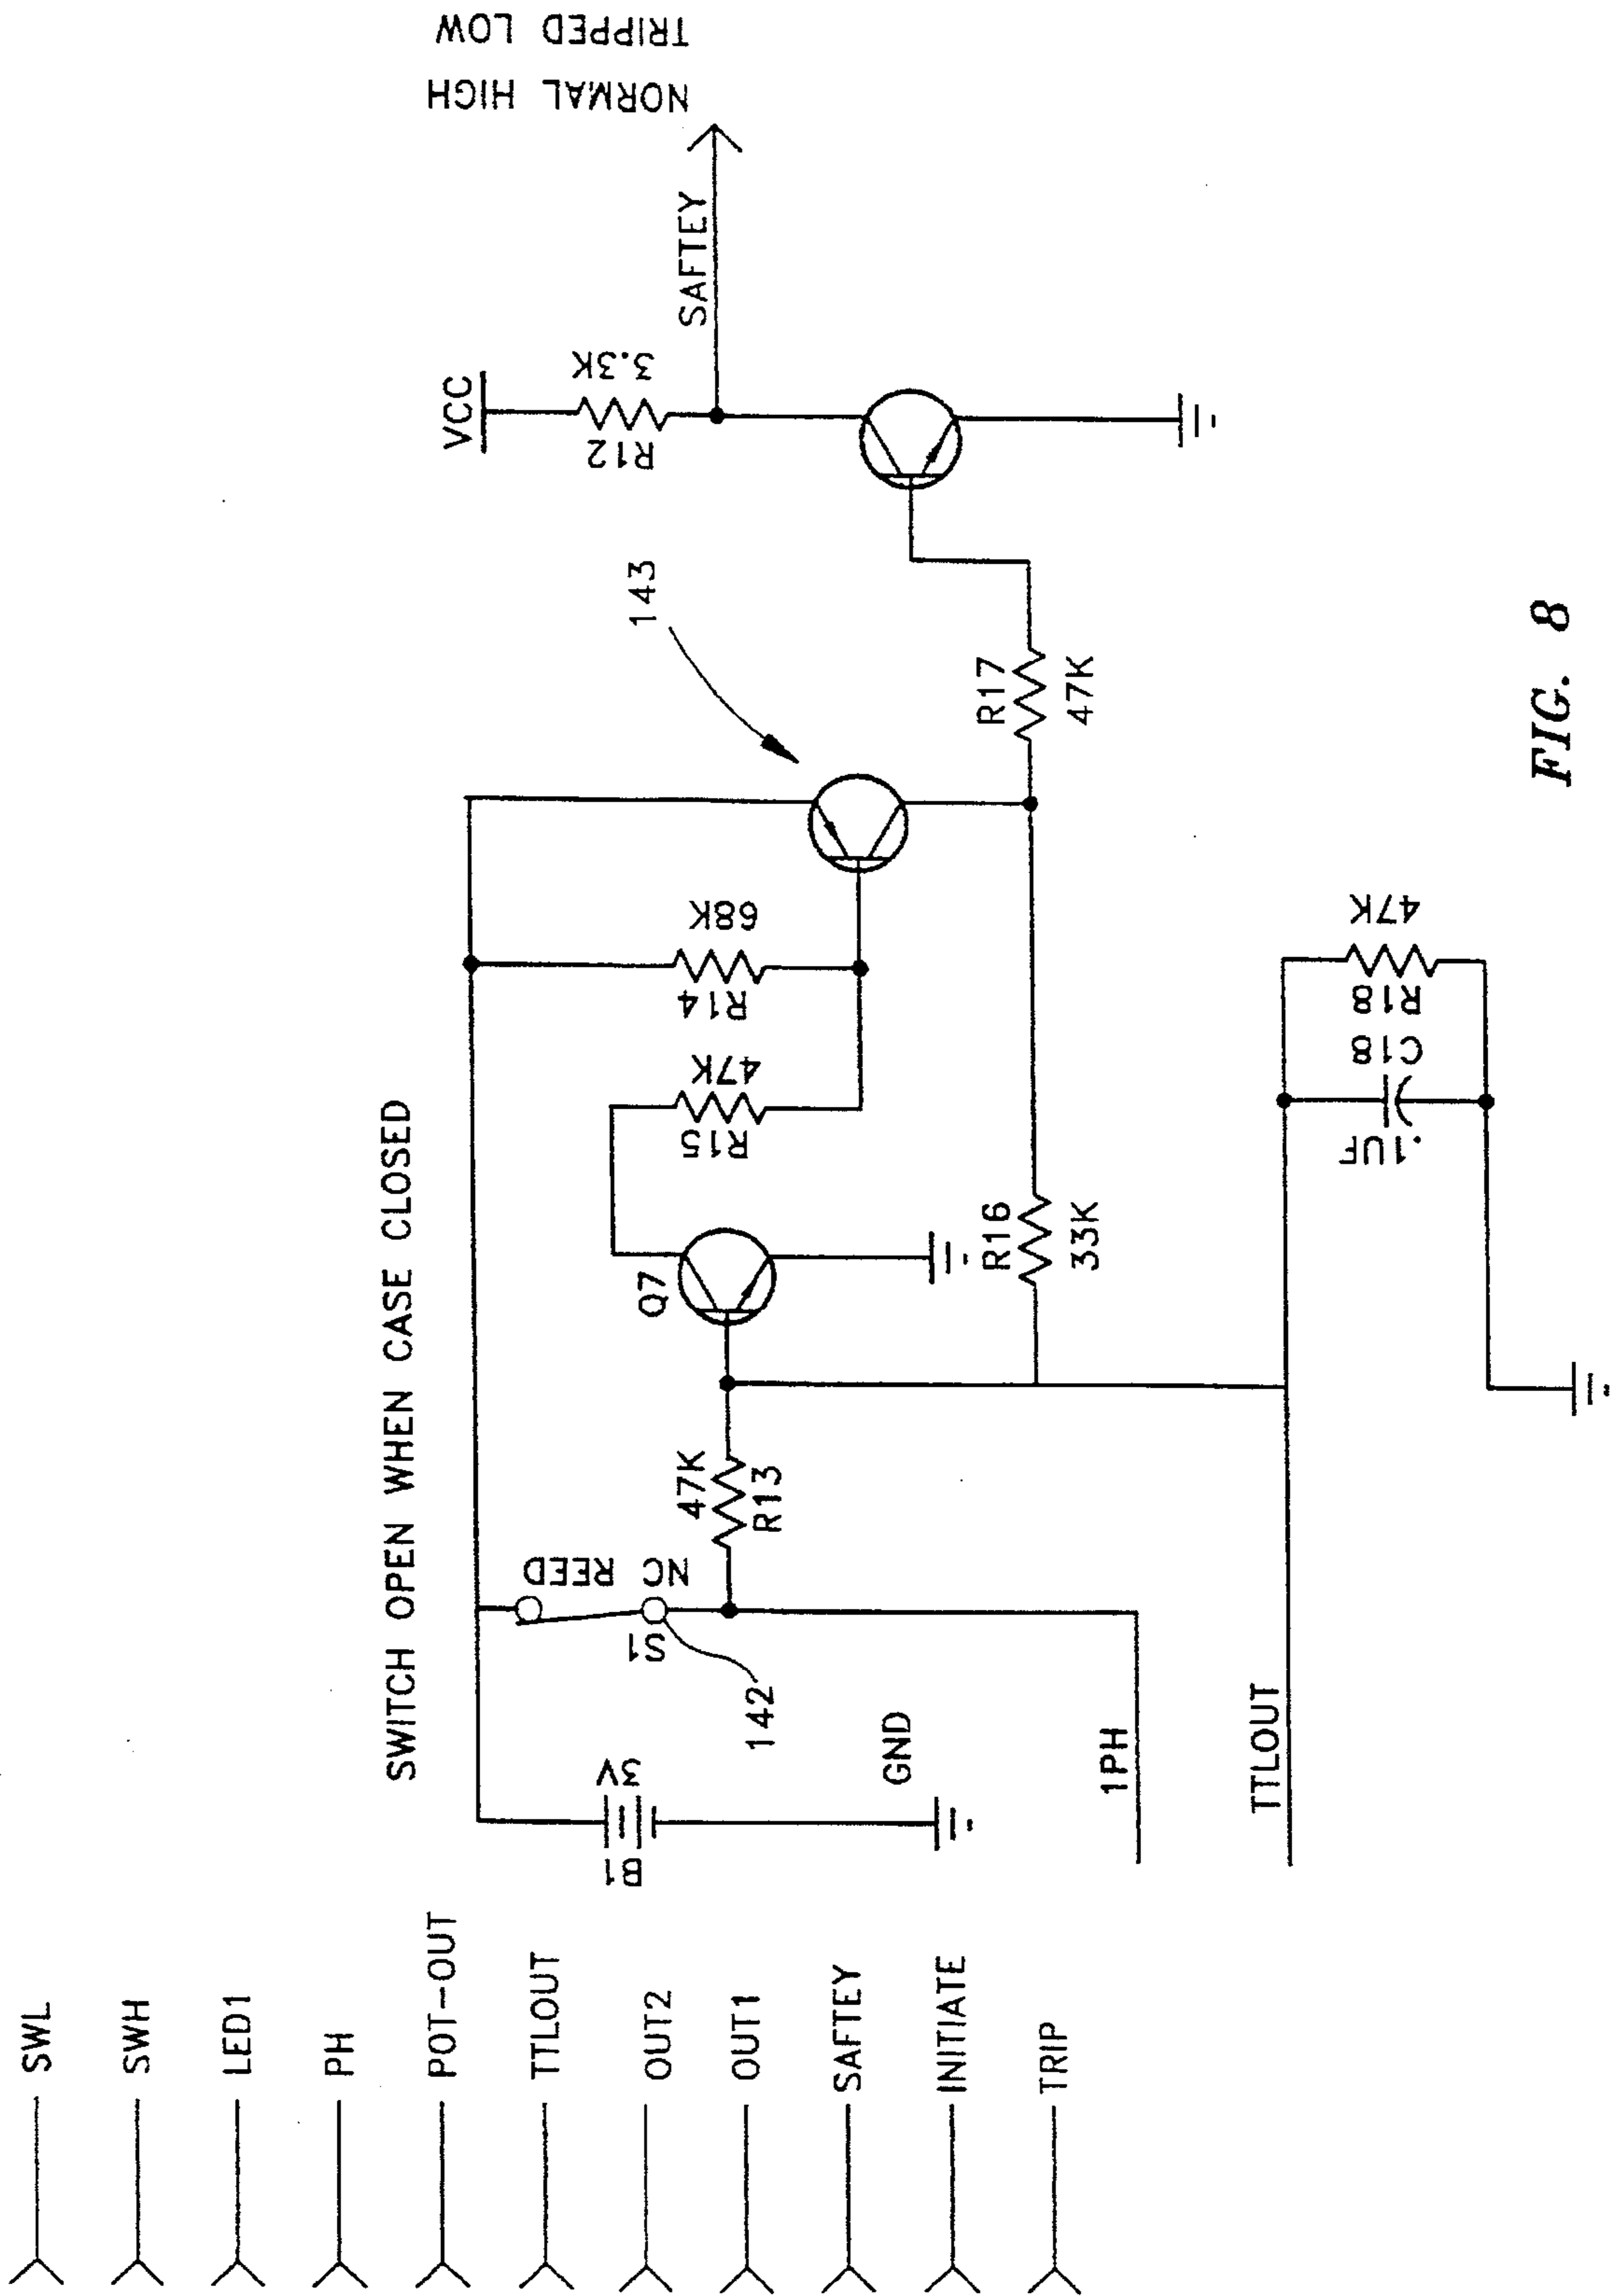 SWL
SWH
LED1
PH
POT-OUT
TTLOUT
OUT2
OUT1
SAFTEY
INITIATE
TRIP
SWITCH OPEN WHEN CASE CLOSED
B1
3V
GND
S1
REED
NC
142
1PH
TTLOUT
47K
R13
Q7
R15
47K
R14
68K
R16
33K
.1UF
C18
R18
47K
143
R17
47K
VCC
R12
3.3K
SAFTEY
NORMAL HIGH
TRIPPED LOW
FIG. 8